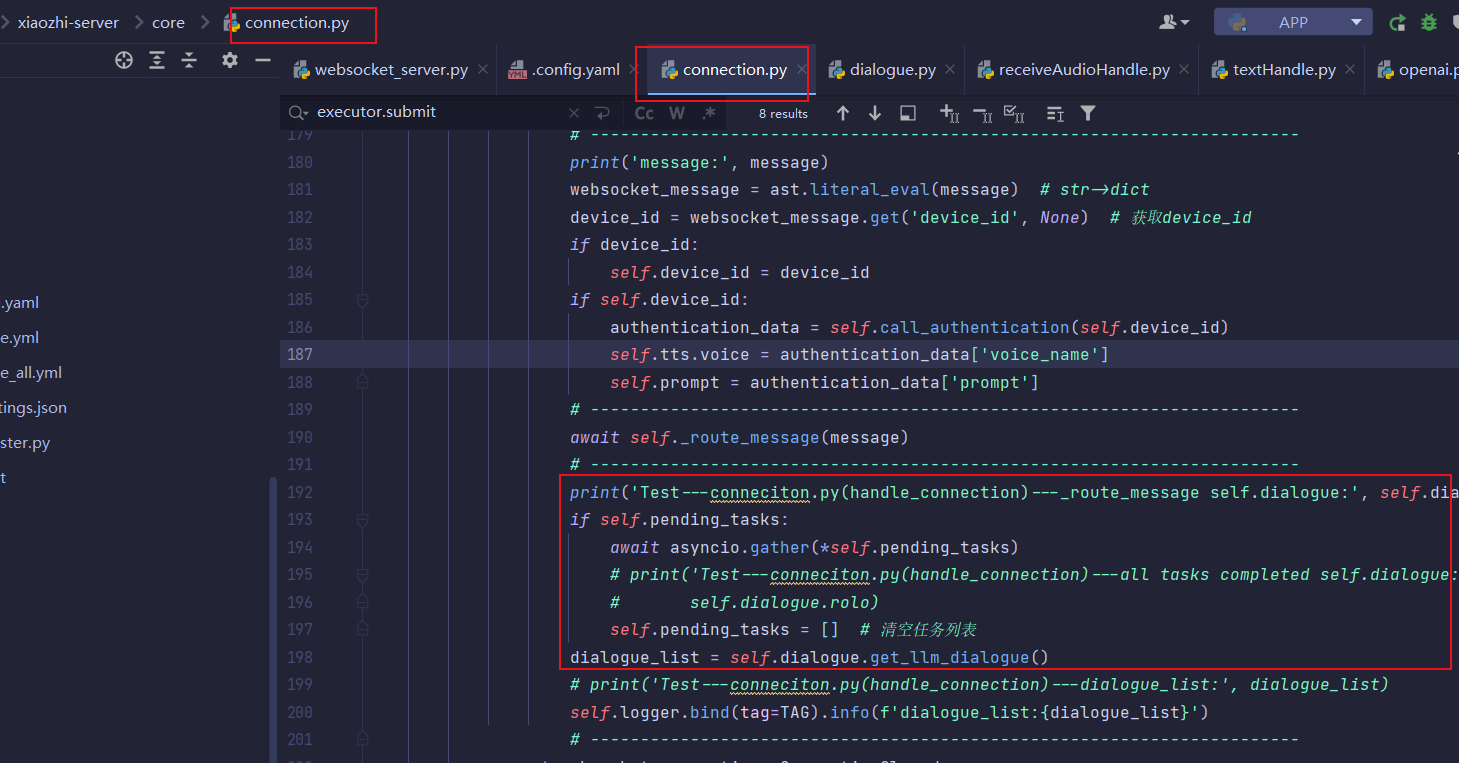 xiaozhi-server
core
connection.py
APP
websocket_server.py
.config.yaml
connection.py
dialogue.py
receiveAudioHandle.py
textHandle.py
openai.p
executor.submit
Cc
W
.*
8 results
179 # -----------------------------------------------------------------------
180 print('message:', message)
181 websocket_message = ast.literal_eval(message)  # str->dict
182 device_id = websocket_message.get('device_id', None)  # 获取device_id
183 if device_id:
184 self.device_id = device_id
185 if self.device_id:
186 authentication_data = self.call_authentication(self.device_id)
187 self.tts.voice = authentication_data['voice_name']
188 self.prompt = authentication_data['prompt']
189 # -----------------------------------------------------------------------
190 await self._route_message(message)
191 # -----------------------------------------------------------------------
192 print('Test---conneciton.py(handle_connection)---_route_message self.dialogue:', self.dia
193 if self.pending_tasks:
194 await asyncio.gather(*self.pending_tasks)
195 # print('Test---conneciton.py(handle_connection)---all tasks completed self.dialogue:
196 #       self.dialogue.rolo)
197 self.pending_tasks = []  # 清空任务列表
198 dialogue_list = self.dialogue.get_llm_dialogue()
199 # print('Test---conneciton.py(handle_connection)---dialogue_list:', dialogue_list)
200 self.logger.bind(tag=TAG).info(f'dialogue_list:{dialogue_list}')
201 # -----------------------------------------------------------------------
.yaml
e.yml
e_all.yml
tings.json
ster.py
t